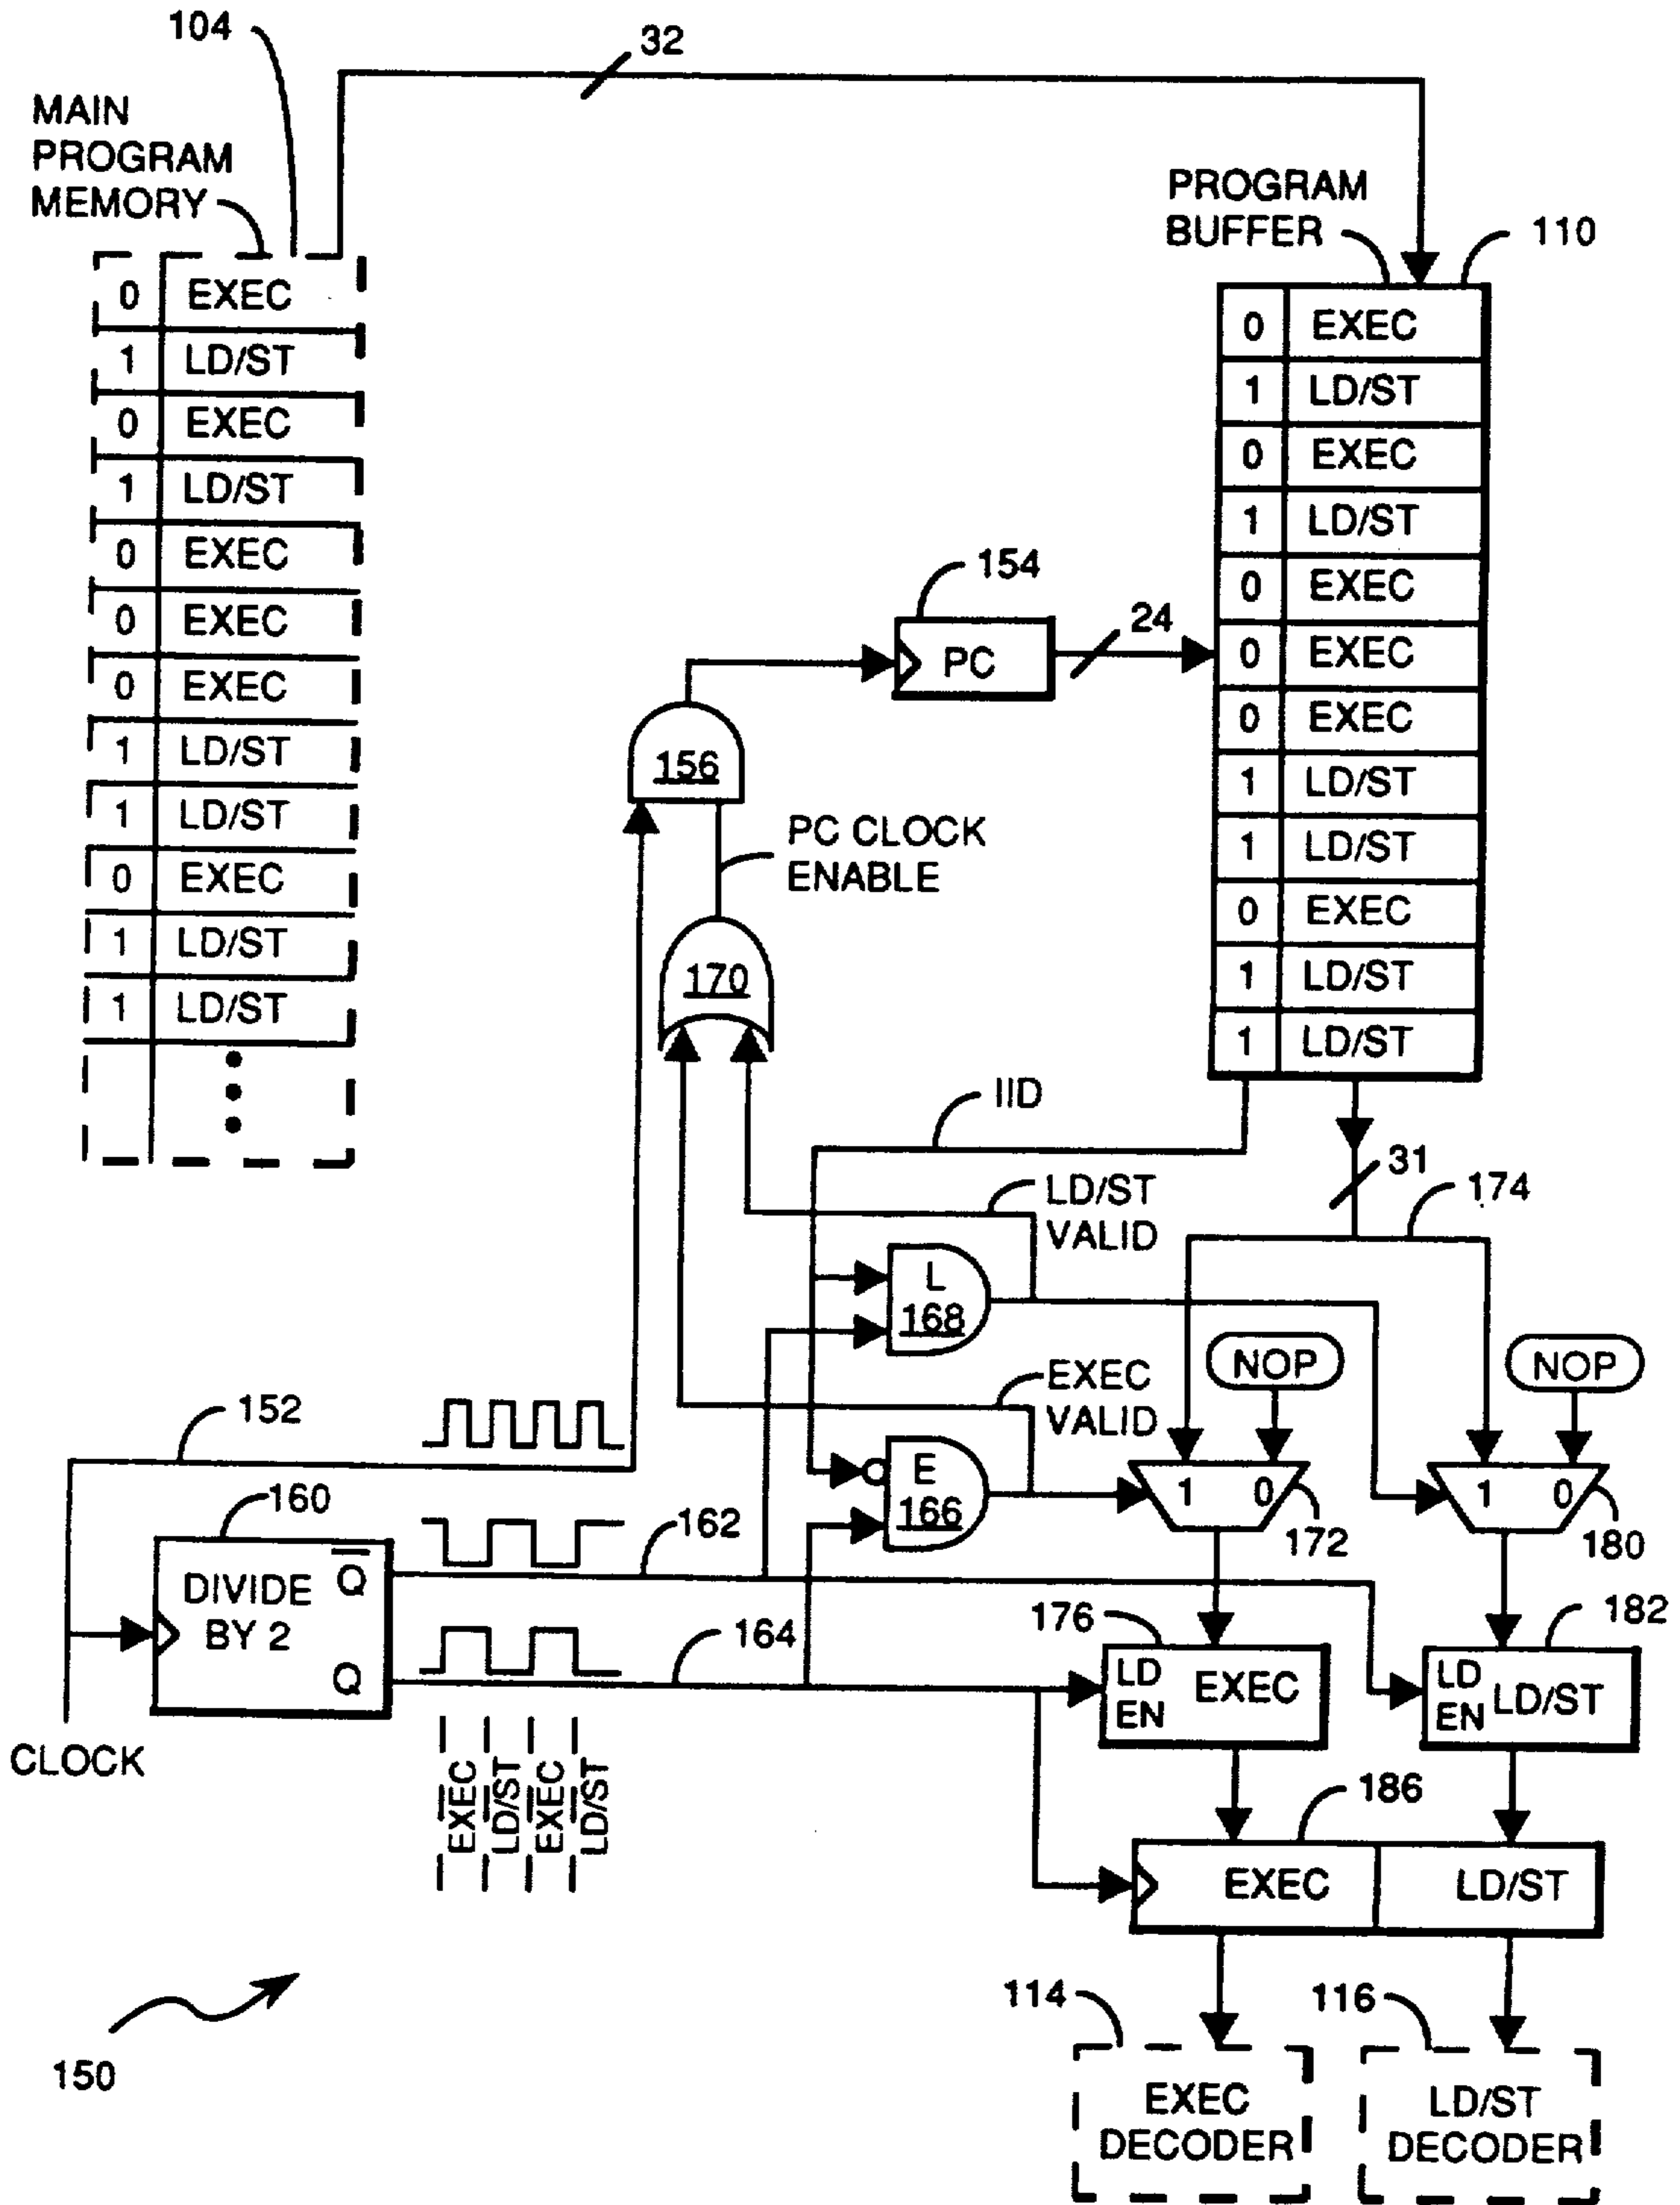 104
32
MAIN
PROGRAM
MEMORY
PROGRAM
BUFFER
110
0 EXEC
1 LD/ST
0 EXEC
1 LD/ST
0 EXEC
0 EXEC
0 EXEC
1 LD/ST
1 LD/ST
0 EXEC
1 LD/ST
1 LD/ST
0 EXEC
1 LD/ST
0 EXEC
1 LD/ST
0 EXEC
0 EXEC
0 EXEC
1 LD/ST
1 LD/ST
0 EXEC
1 LD/ST
1 LD/ST
154
PC
24
156
PC CLOCK
ENABLE
170
IID
31
174
LD/ST
VALID
L
168
NOP
NOP
EXEC
VALID
152
E
166
1 0
172
1 0
180
160
DIVIDE
BY 2
Q̅
Q
162
164
176
LD
EN
EXEC
182
LD
EN
LD/ST
CLOCK
EXEC
LD/ST
EXEC
LD/ST
186
EXEC
LD/ST
150
114
EXEC
DECODER
116
LD/ST
DECODER